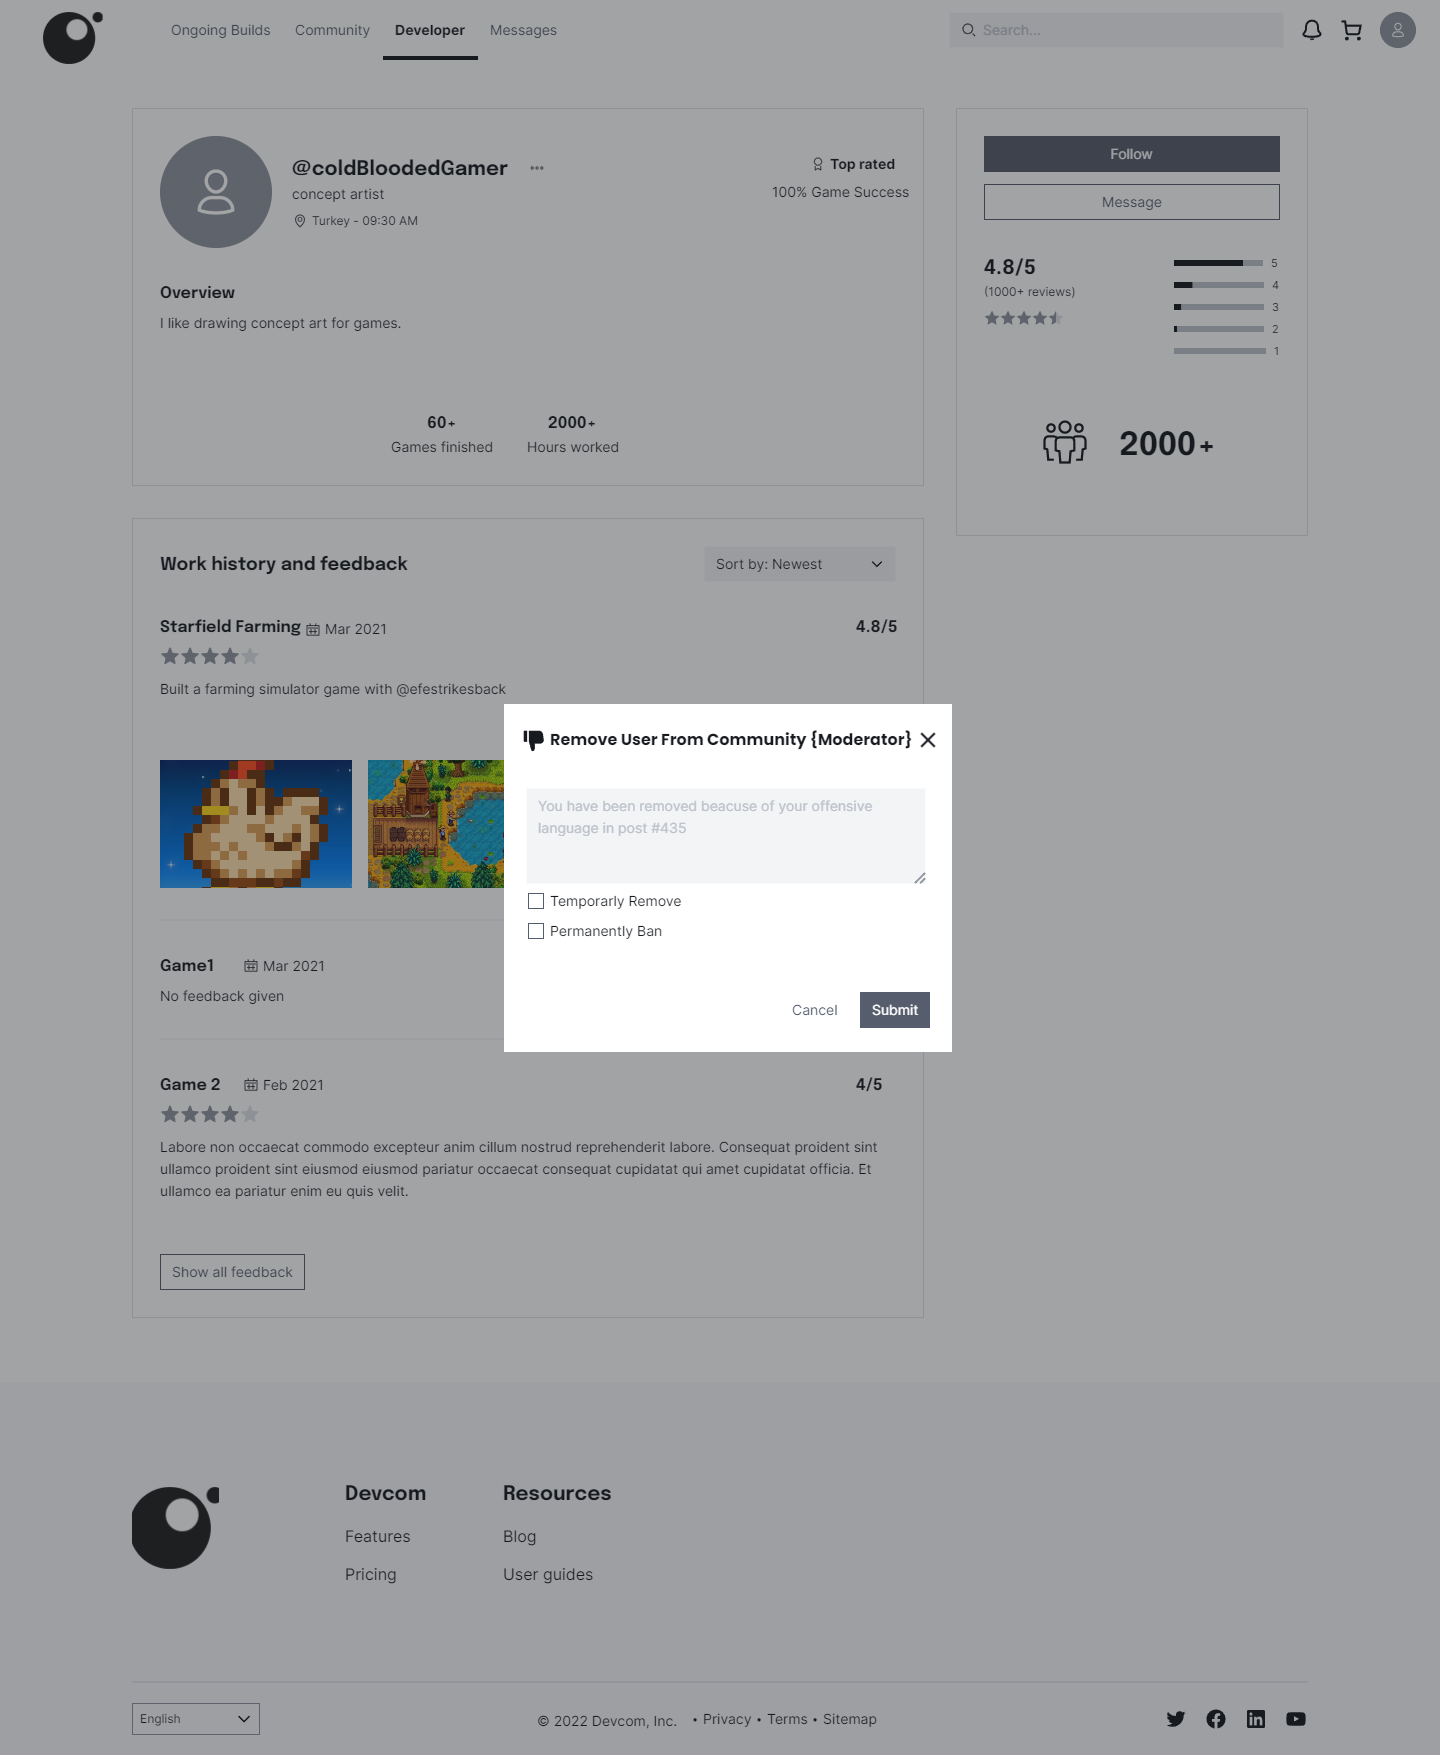 Ongoing Builds
Community
Developer
Messages
Search...
@coldBloodedGamer
concept artist
Turkey - 09:30 AM
Top rated
100% Game Success
Overview
I like drawing concept art for games.
60+
Games finished
2000+
Hours worked
Follow
Message
4.8/5
(1000+ reviews)
5
4
3
2
1
2000+
Work history and feedback
Sort by: Newest
Starfield Farming
Mar 2021
4.8/5
Built a farming simulator game with @efestrikesback
Remove User From Community {Moderator}
You have been removed beacuse of your offensive
language in post #435
Temporarly Remove
Permanently Ban
Cancel
Submit
Game1
Mar 2021
No feedback given
Game 2
Feb 2021
4/5
Labore non occaecat commodo excepteur anim cillum nostrud reprehenderit labore. Consequat proident sint
ullamco proident sint eiusmod eiusmod pariatur occaecat consequat cupidatat qui amet cupidatat officia. Et
ullamco ea pariatur enim eu quis velit.
Show all feedback
Devcom
Features
Pricing
Resources
Blog
User guides
English
© 2022 Devcom, Inc. • Privacy • Terms • Sitemap